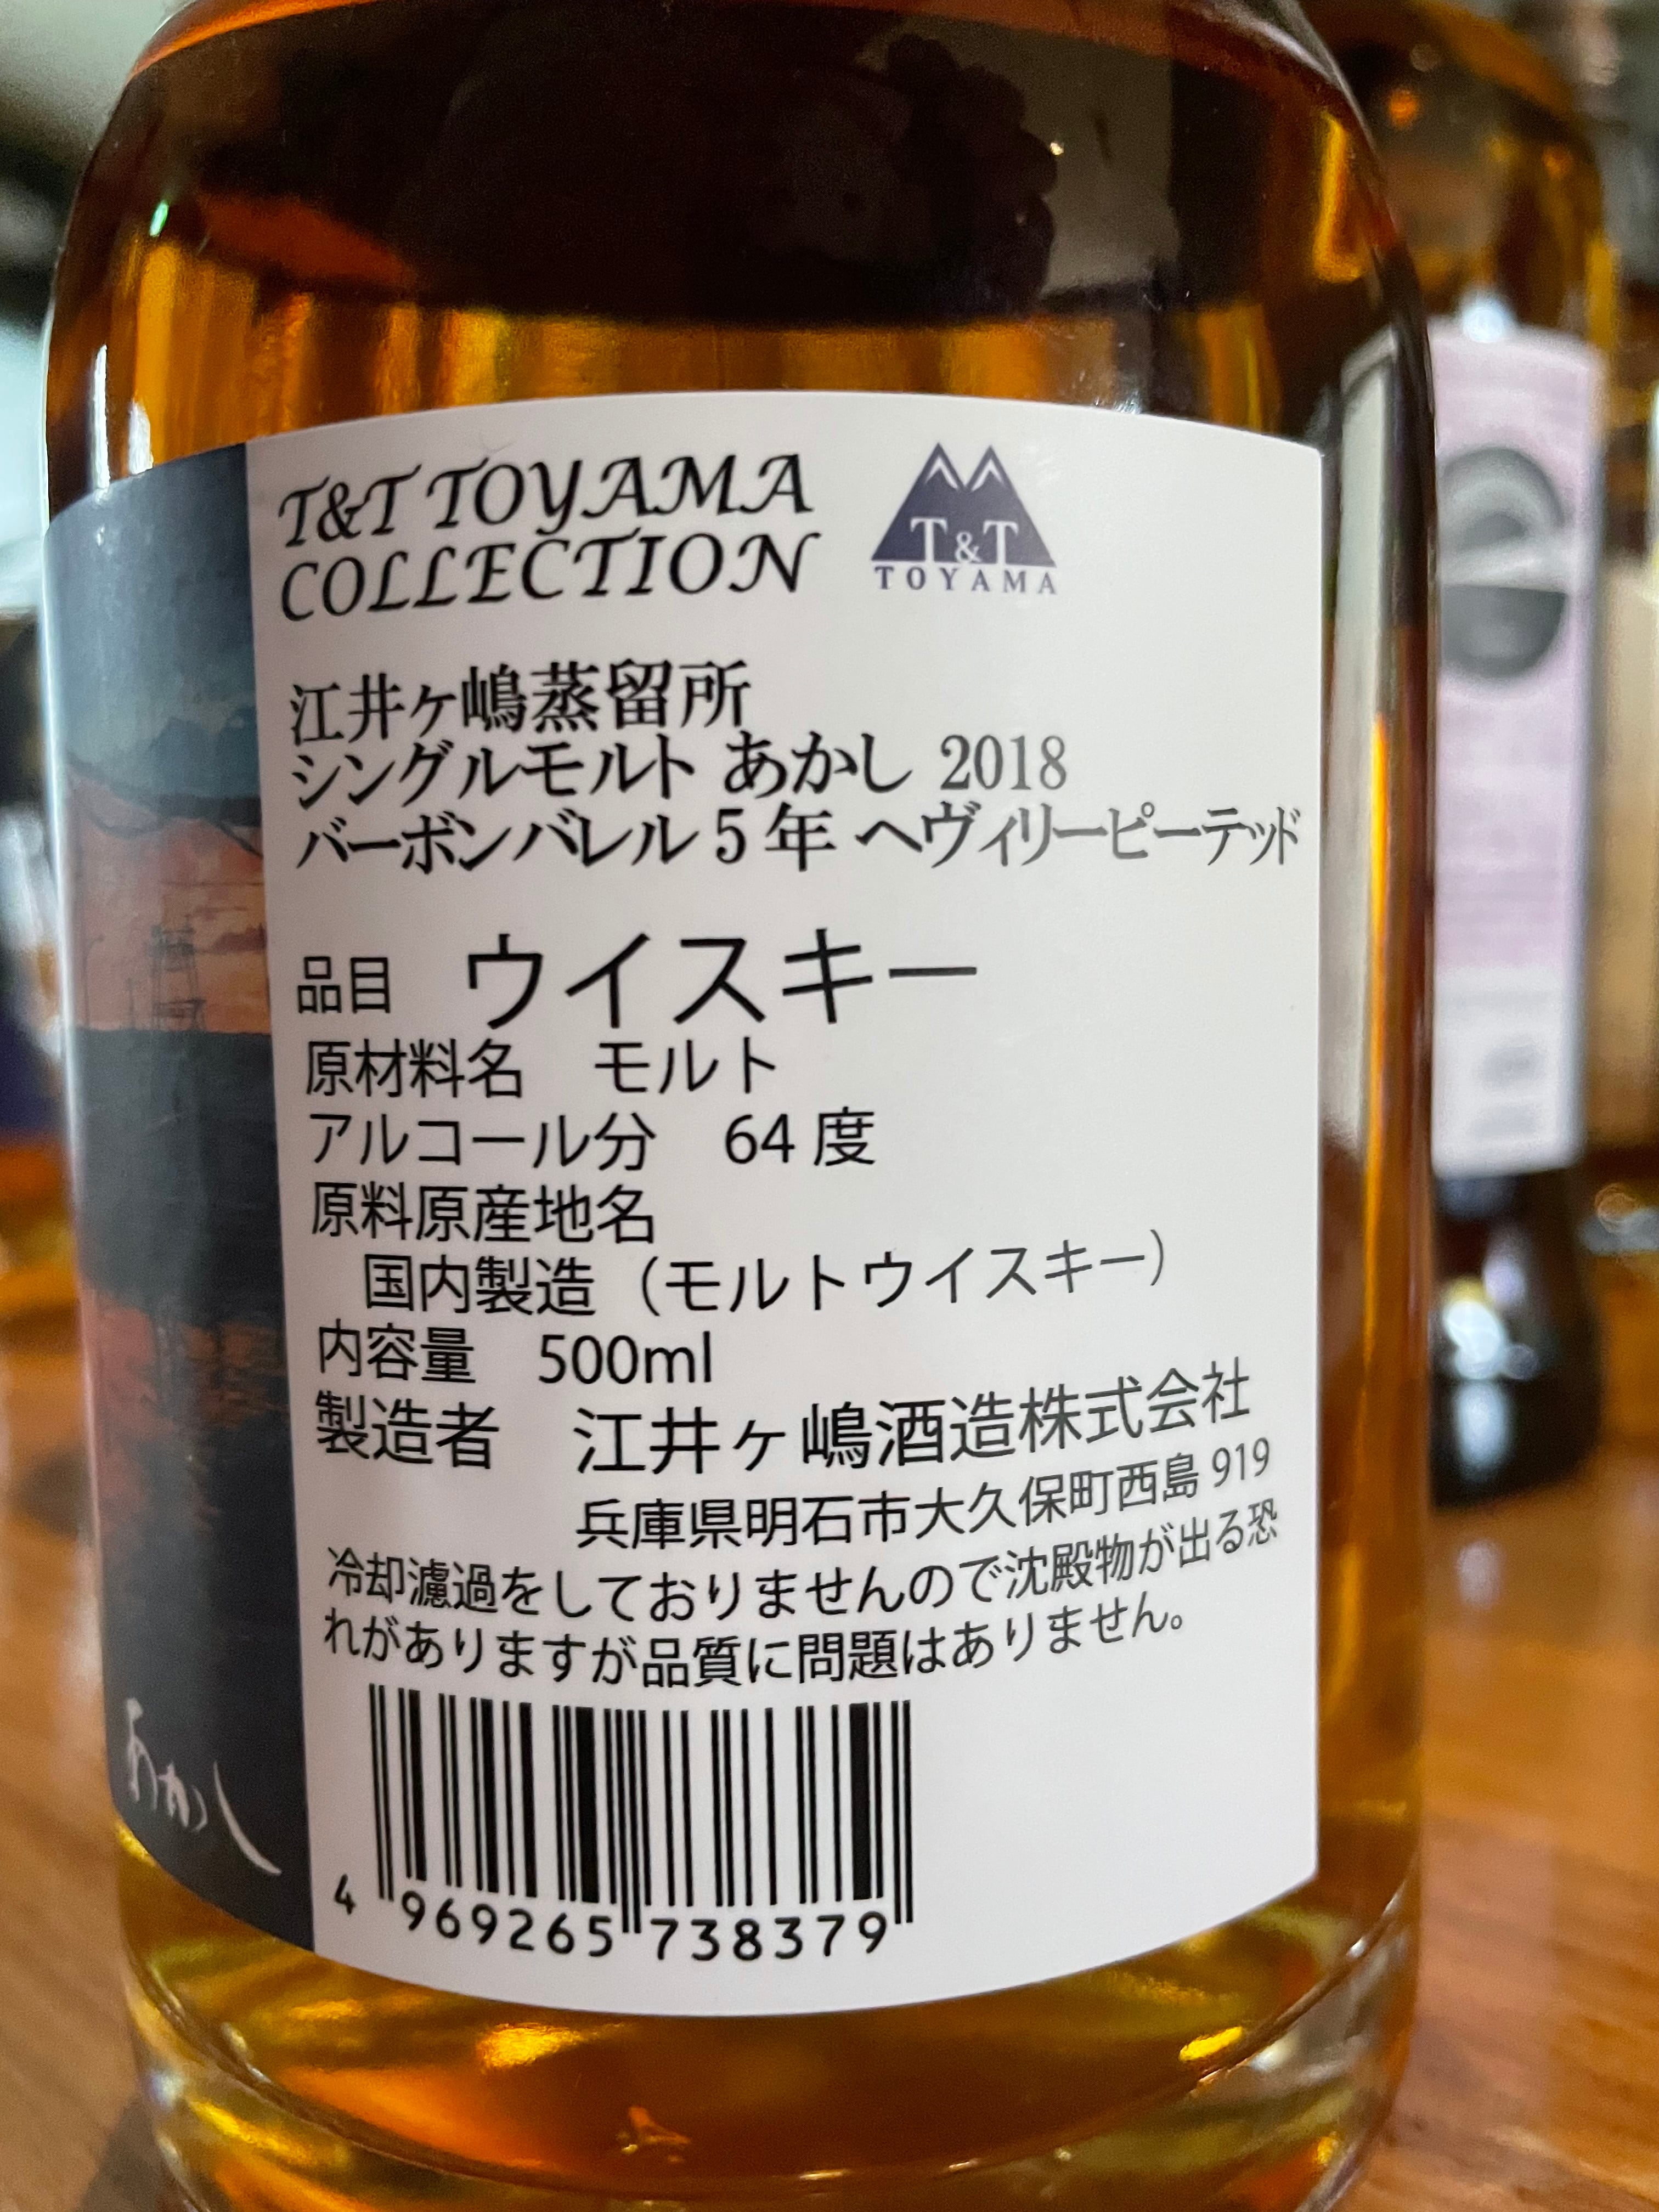 T&T TOYAMA
COLLECTION
T&T
TOYAMA
江井ヶ嶋蒸留所
シングルモルト あかし 2018
バーボンバレル 5 年 ヘヴィリーピーテッド
品目 ウイスキー
原材料名 モルト
アルコール分 64 度
原料原産地名
国内製造（モルトウイスキー）
内容量 500ml
製造者 江井ヶ嶋酒造株式会社
兵庫県明石市大久保町西島 919
冷却濾過をしておりませんので沈殿物が出る恐
れがありますが品質に問題はありません。
あかし
4 969265 738379